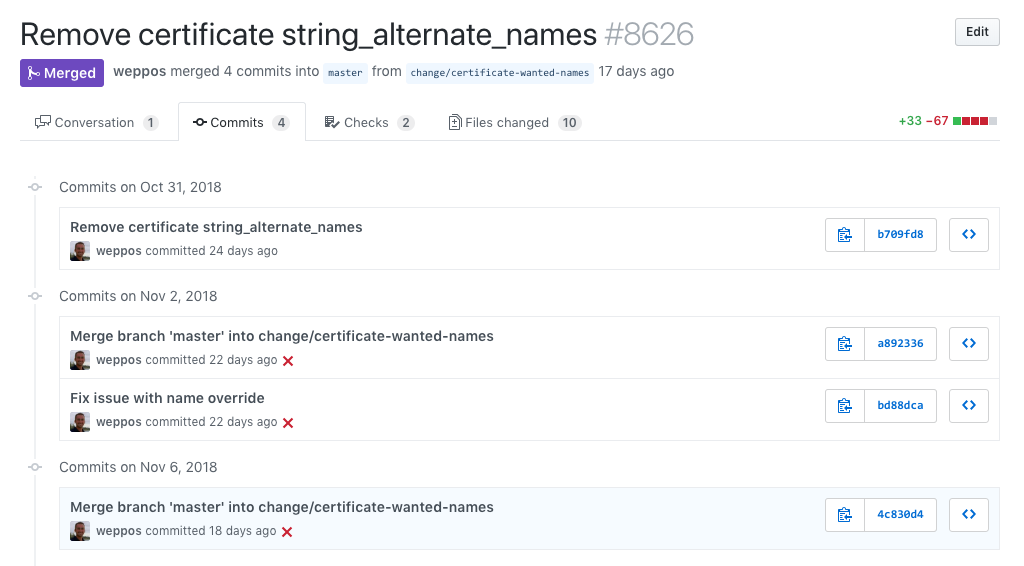 Remove certificate string_alternate_names #8626
Edit
Merged weppos merged 4 commits into master from change/certificate-wanted-names 17 days ago
Conversation 1 Commits 4 Checks 2 Files changed 10 +33 −67
Commits on Oct 31, 2018
Remove certificate string_alternate_names
weppos committed 24 days ago
b709fd8
Commits on Nov 2, 2018
Merge branch 'master' into change/certificate-wanted-names
weppos committed 22 days ago
a892336
Fix issue with name override
weppos committed 22 days ago
bd88dca
Commits on Nov 6, 2018
Merge branch 'master' into change/certificate-wanted-names
weppos committed 18 days ago
4c830d4